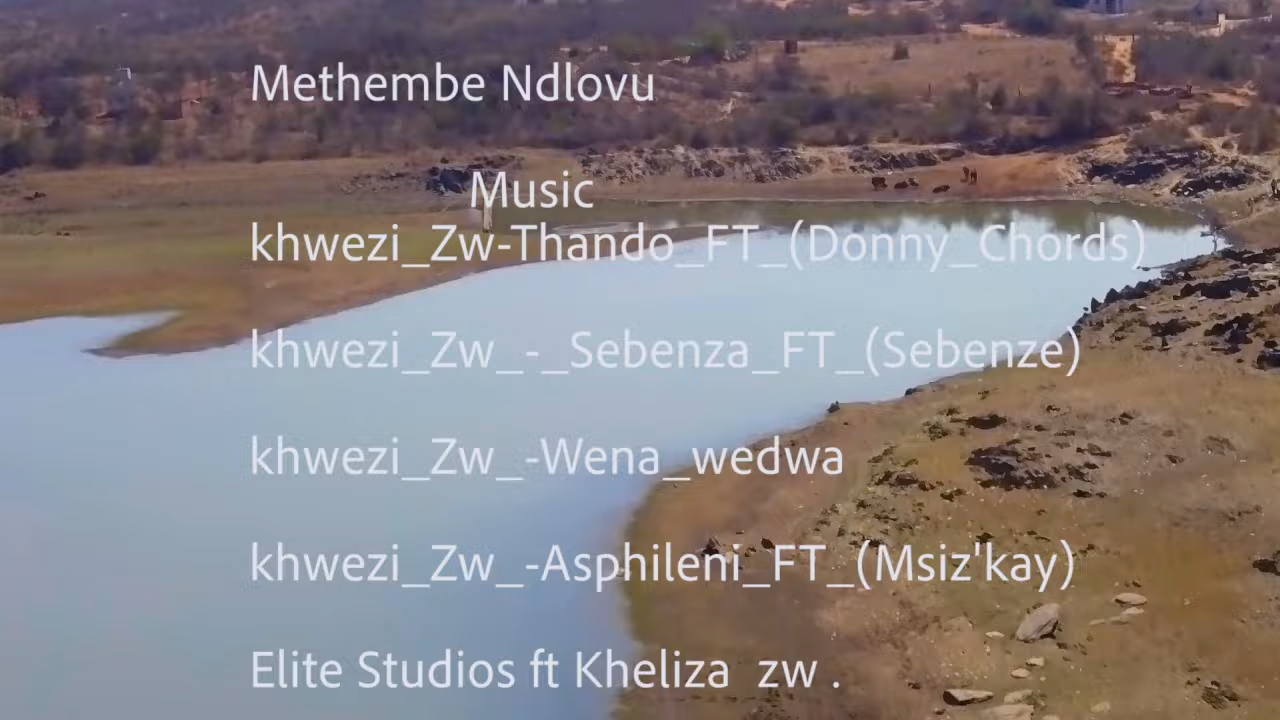 Methembe Ndlovu
Music
khwezi_Zw-Thando_FT_(Donny_Chords)
khwezi_Zw_-_Sebenza_FT_(Sebenze)
khwezi_Zw_-Wena_wedwa
khwezi_Zw_-Asphileni_FT_(Msiz'kay)
Elite Studios ft Kheliza  zw .